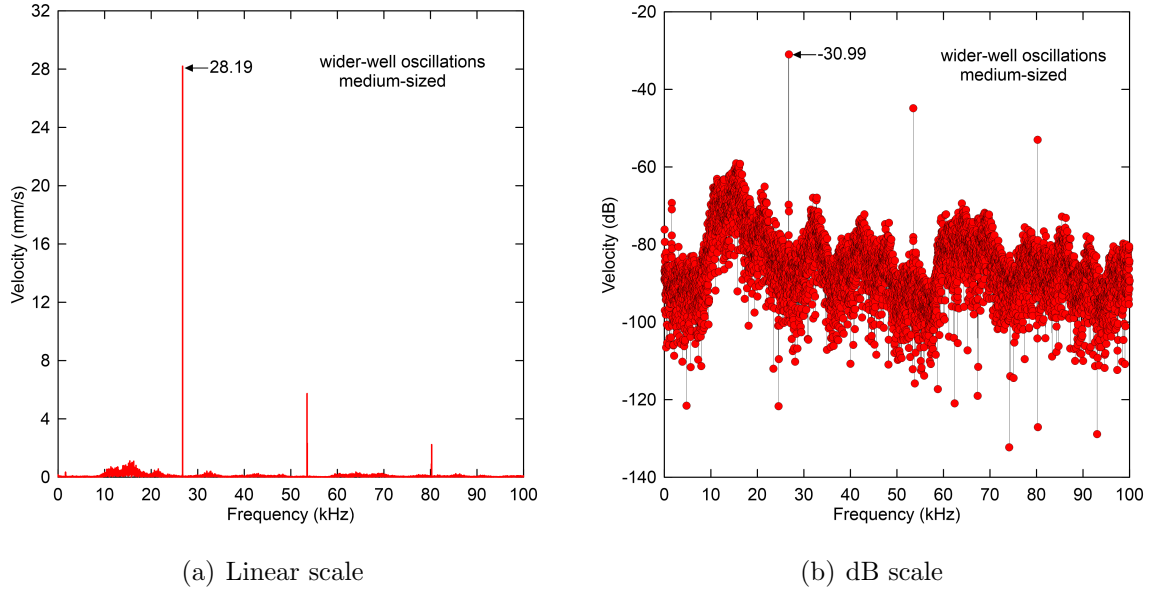 32
28
24
20
16
12
8
4
0
Velocity (mm/s)
28.19
wider-well oscillations
medium-sized
0 10 20 30 40 50 60 70 80 90 100
Frequency (kHz)
(a) Linear scale
-20
-40
-60
-80
-100
-120
-140
Velocity (dB)
-30.99
wider-well oscillations
medium-sized
0 10 20 30 40 50 60 70 80 90 100
Frequency (kHz)
(b) dB scale